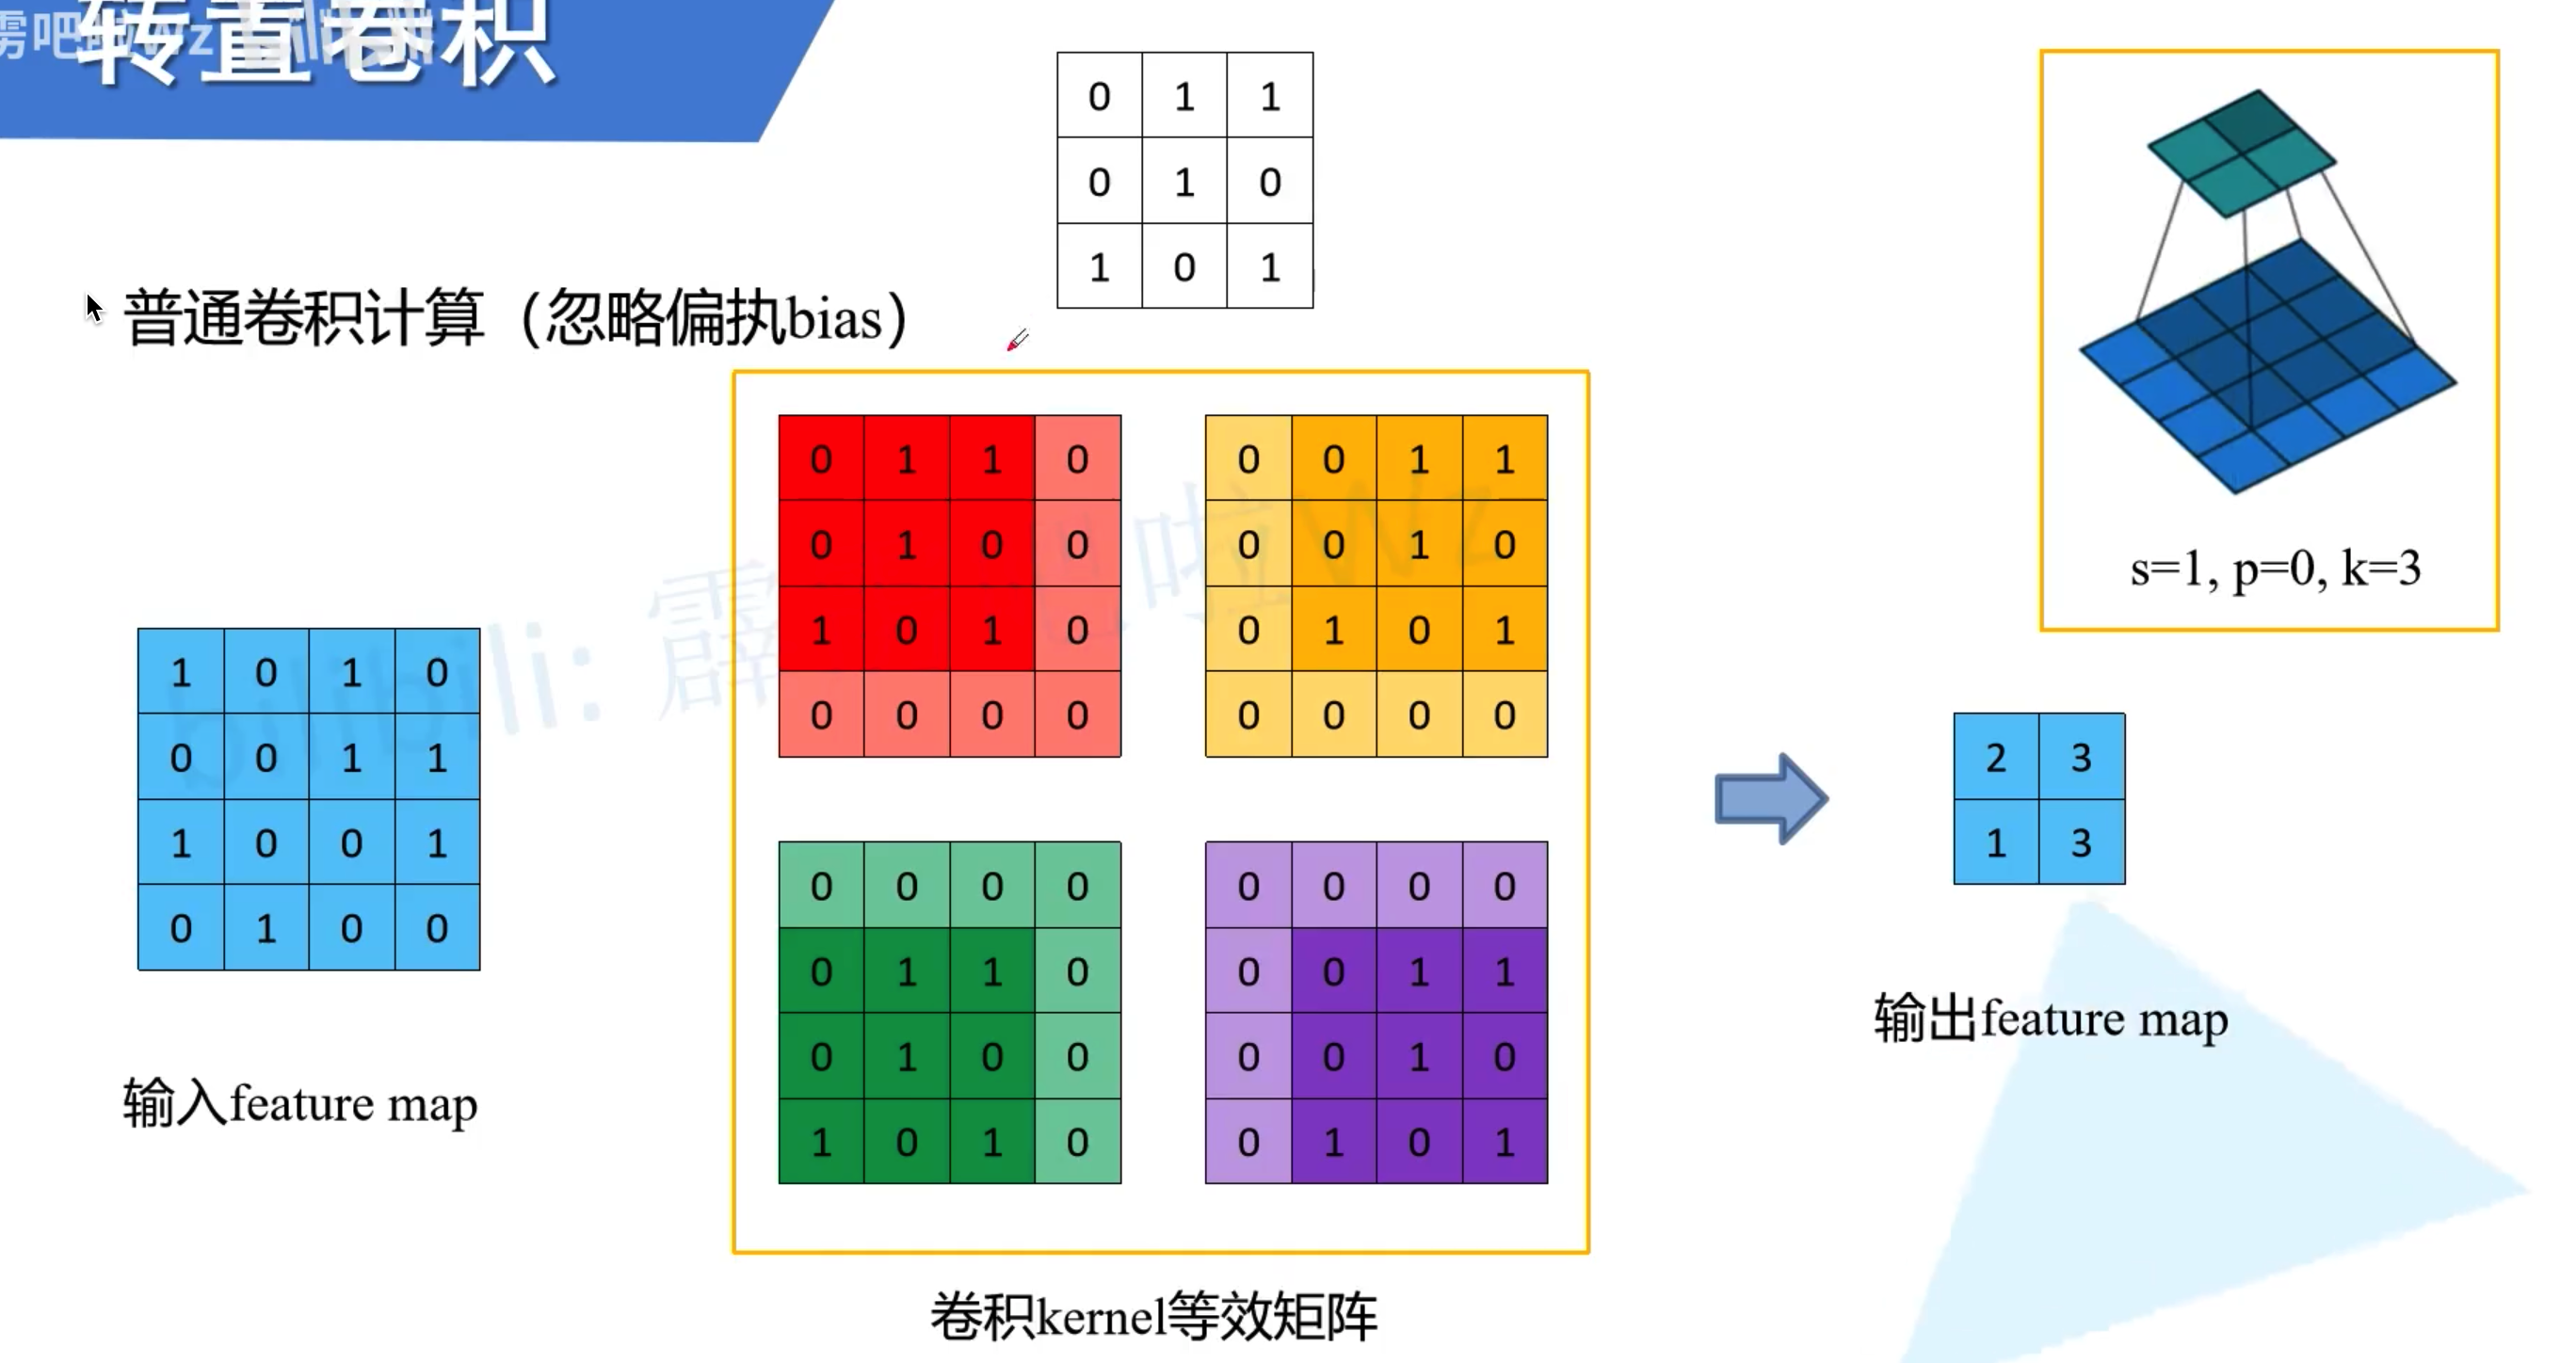 转置卷积
0 1 1
0 1 0
1 0 1
普通卷积计算（忽略偏执bias）
s=1, p=0, k=3
bilibili: 霹吧啦Wz
1 0 1 0
0 0 1 1
1 0 0 1
0 1 0 0
输入feature map
0 1 1 0
0 1 0 0
1 0 1 0
0 0 0 0
0 0 1 1
0 0 1 0
0 1 0 1
0 0 0 0
0 0 0 0
0 1 1 0
0 1 0 0
1 0 1 0
0 0 0 0
0 0 1 1
0 0 1 0
0 1 0 1
卷积kernel等效矩阵
2 3
1 3
输出feature map